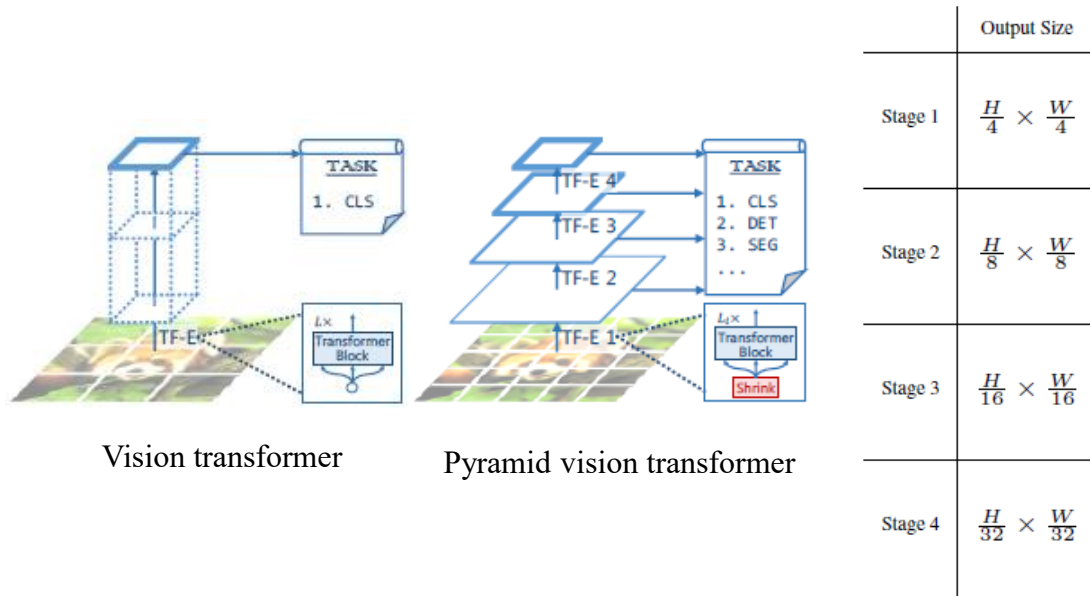 TASK
1. CLS
TF-E
L×
Transformer
Block
Vision transformer
TF-E 4
TF-E 3
TF-E 2
TF-E 1
TASK
1. CLS
2. DET
3. SEG
...
Lᵢ×
Transformer
Block
Shrink
Pyramid vision transformer
Output Size
Stage 1 H/4 × W/4
Stage 2 H/8 × W/8
Stage 3 H/16 × W/16
Stage 4 H/32 × W/32